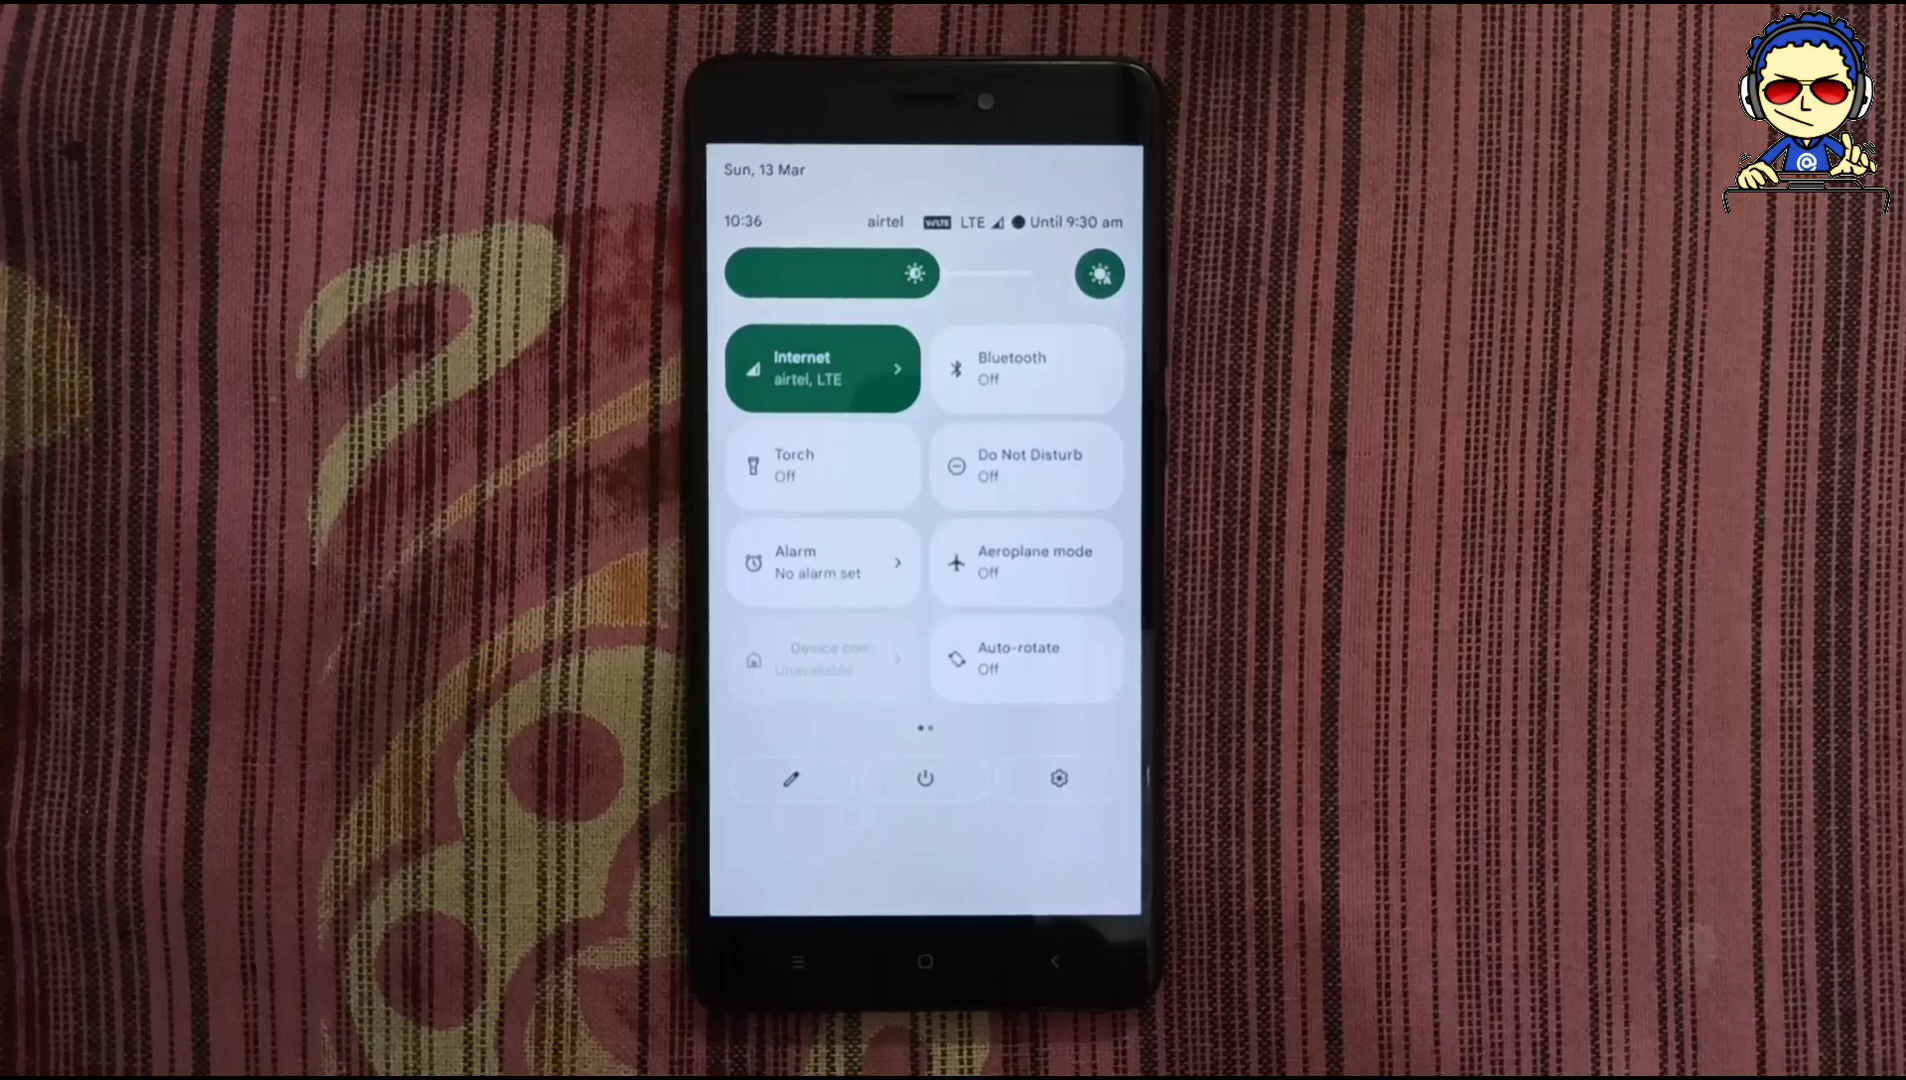 Sun, 13 Mar
10:36 airtel VoLTE LTE Until 9:30 am
Internet
airtel, LTE
Bluetooth
Off
Torch
Off
Do Not Disturb
Off
Alarm
No alarm set
Aeroplane mode
Off
Device con
Unavailable
Auto-rotate
Off